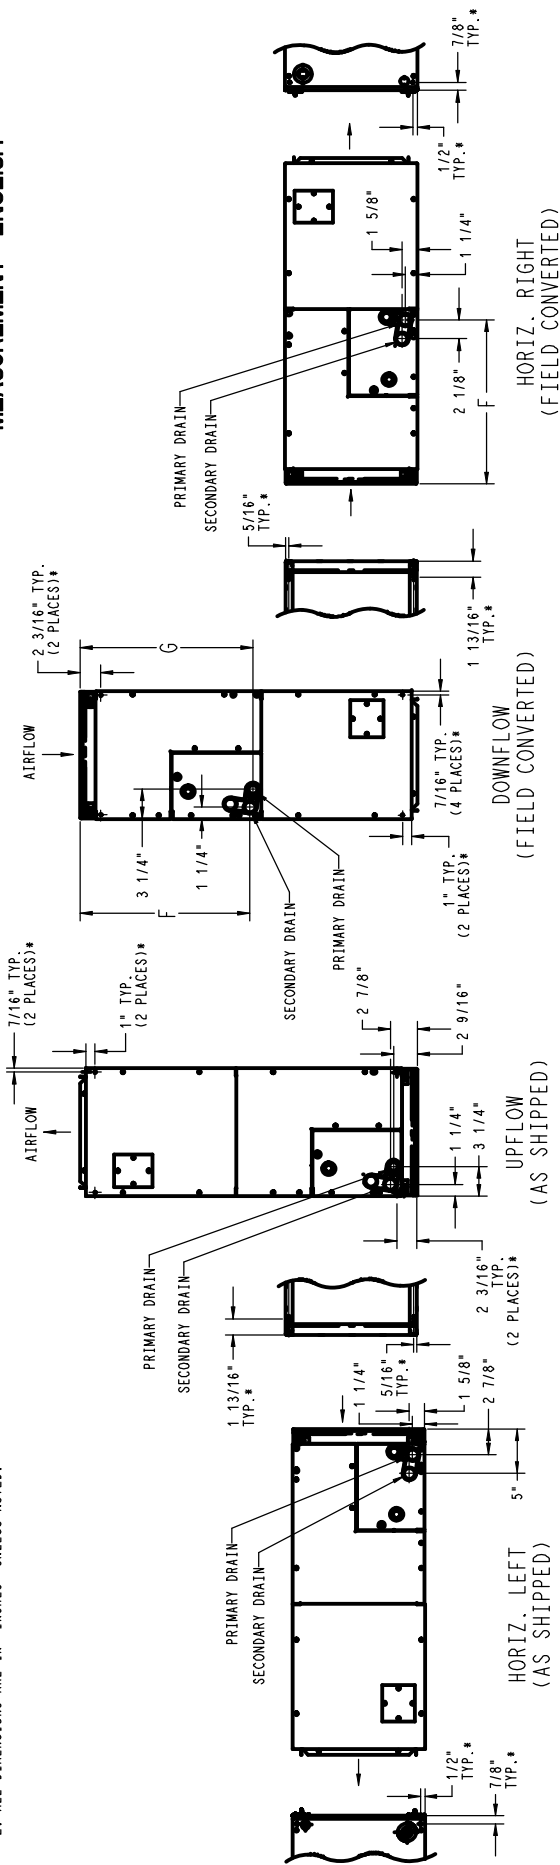 7/8"
TYP.*
1/2"
TYP.*
1 5/8"
1 1/4"
PRIMARY DRAIN
SECONDARY DRAIN
2 1/8"
F
HORIZ. RIGHT
(FIELD CONVERTED)
5/16"
TYP.*
1 13/16"
TYP.*
2 3/16" TYP.
(2 PLACES)*
G
AIRFLOW
3 1/4"
1 1/4"
F
SECONDARY DRAIN
PRIMARY DRAIN
7/16" TYP.
(4 PLACES)*
1" TYP.
(2 PLACES)*
DOWNFLOW
(FIELD CONVERTED)
7/16" TYP.
(2 PLACES)*
1" TYP.
(2 PLACES)*
AIRFLOW
2 7/8"
2 9/16"
1 1/4"
3 1/4"
PRIMARY DRAIN
SECONDARY DRAIN
2 3/16"
TYP.
(2 PLACES)*
UPFLOW
(AS SHIPPED)
1 13/16"
TYP.*
5/16"
TYP.*
1 1/4"
1 5/8"
2 7/8"
5"
PRIMARY DRAIN
SECONDARY DRAIN
HORIZ. LEFT
(AS SHIPPED)
1/2"
TYP.*
7/8"
TYP.*